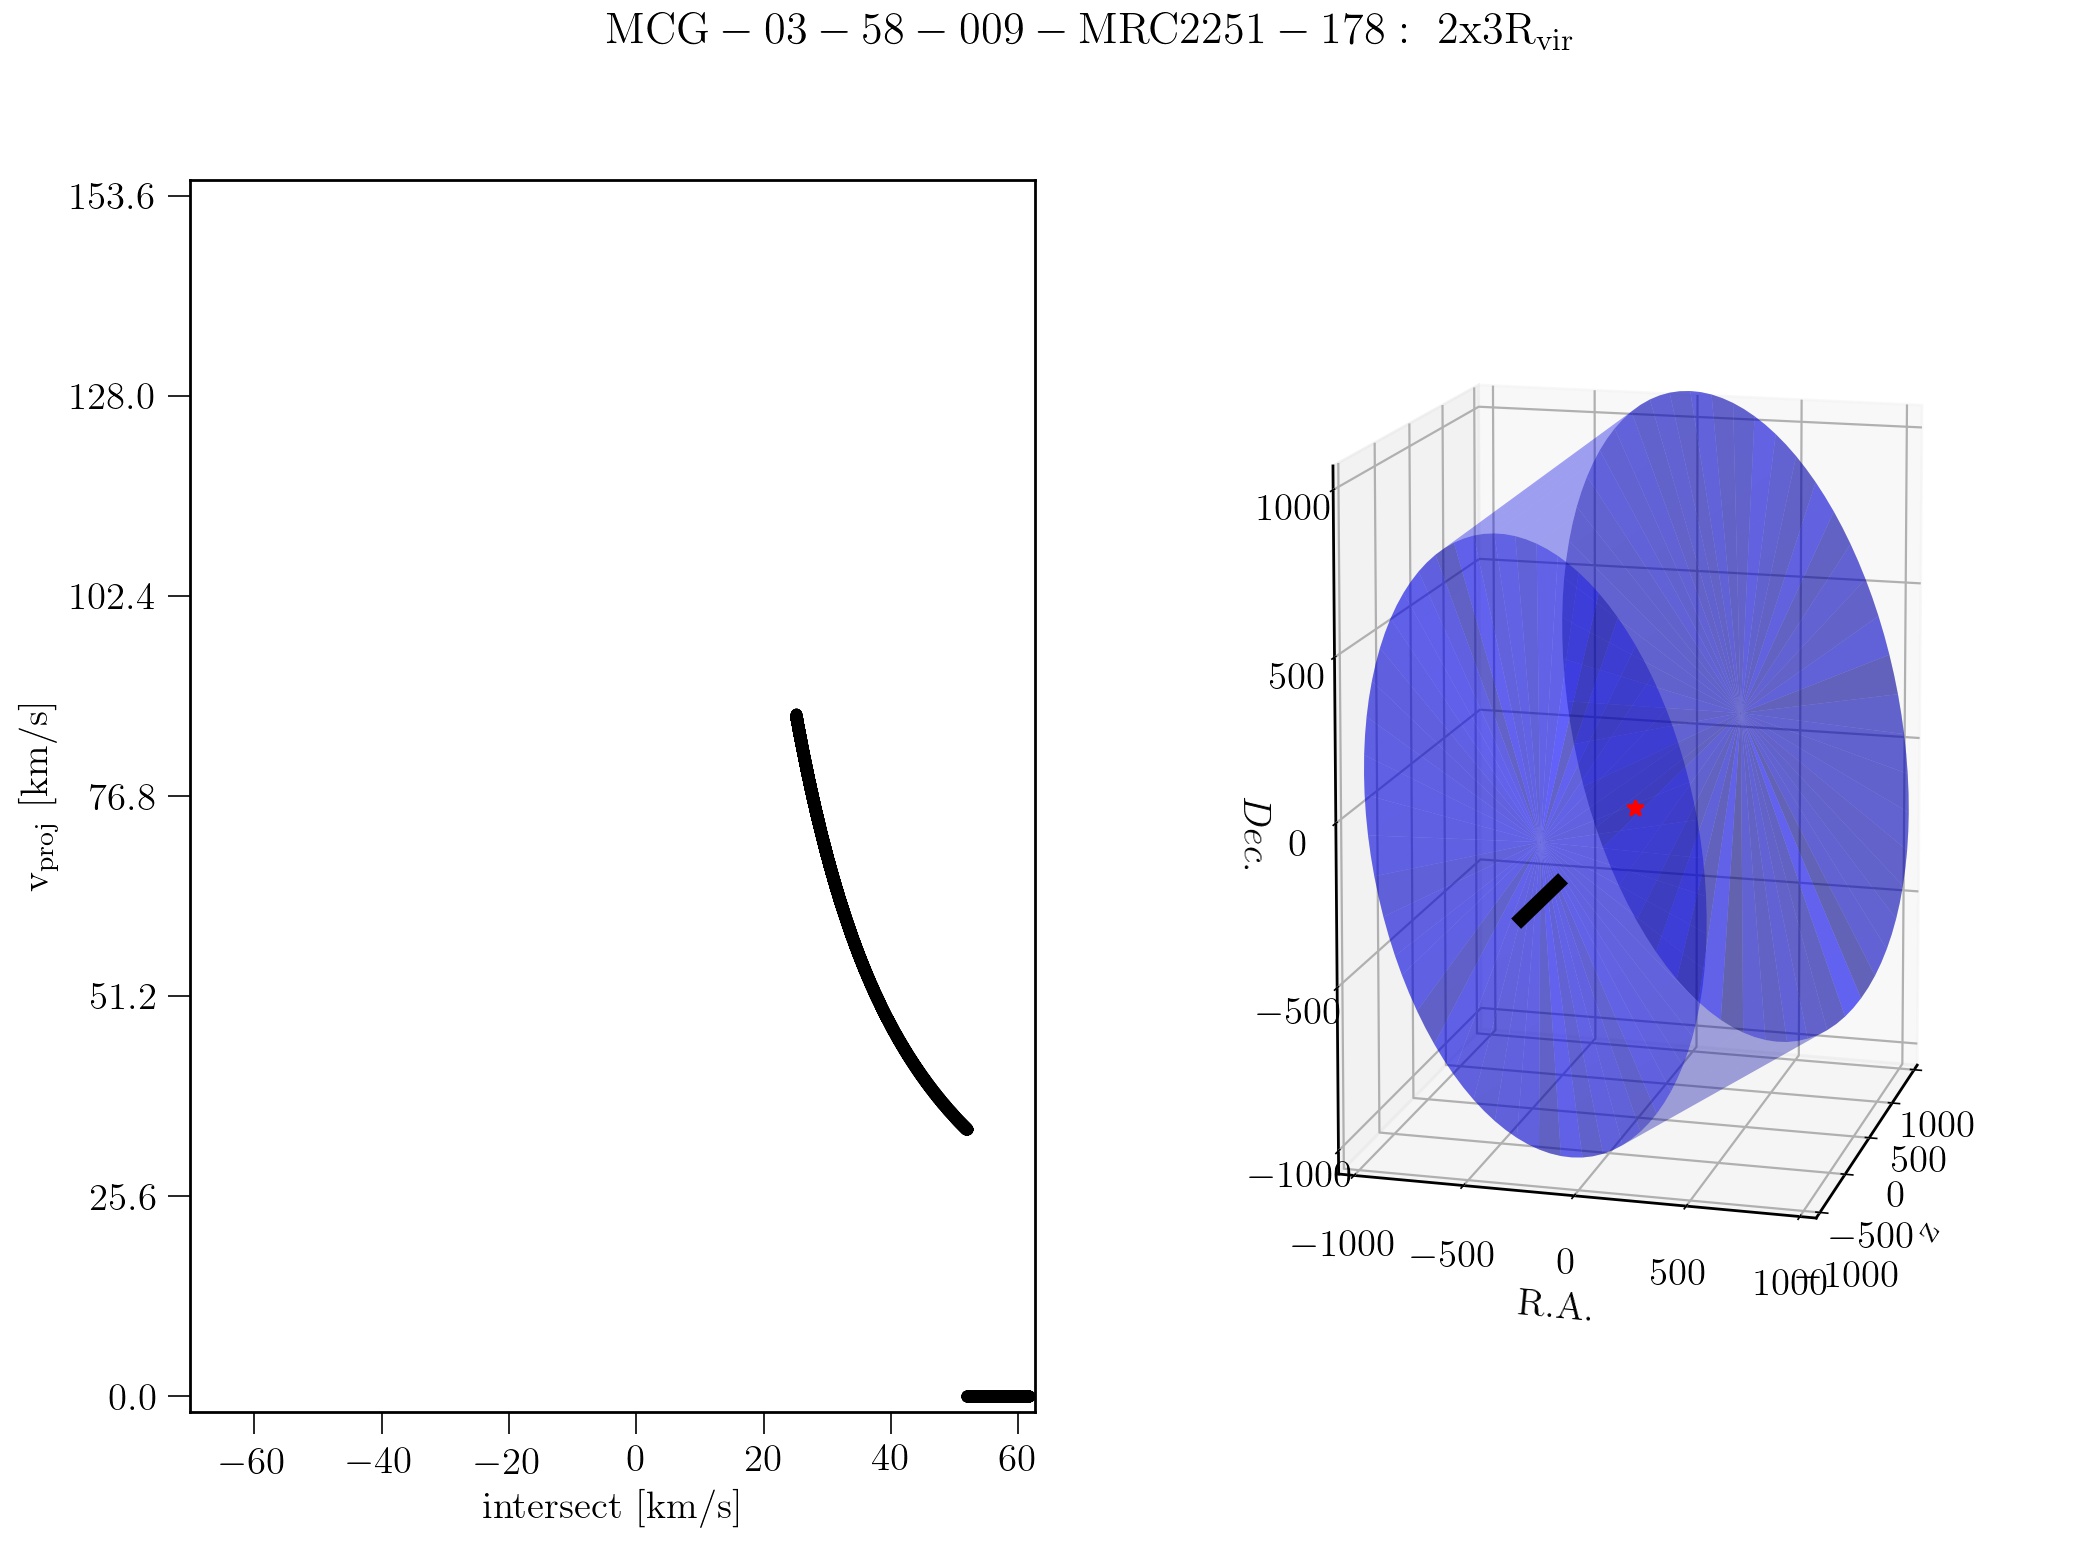 MCG − 03 − 58 − 009 − MRC2251 − 178 : 2x3Rvir
153.6
128.0
102.4
76.8
51.2
25.6
0.0
vproj [km/s]
−60 −40 −20 0 20 40 60
intersect [km/s]
1000
500
0
−500
−1000
Dec.
−1000 −500 0 500 1000
R.A.
1000
500
0
−500
−1000
z